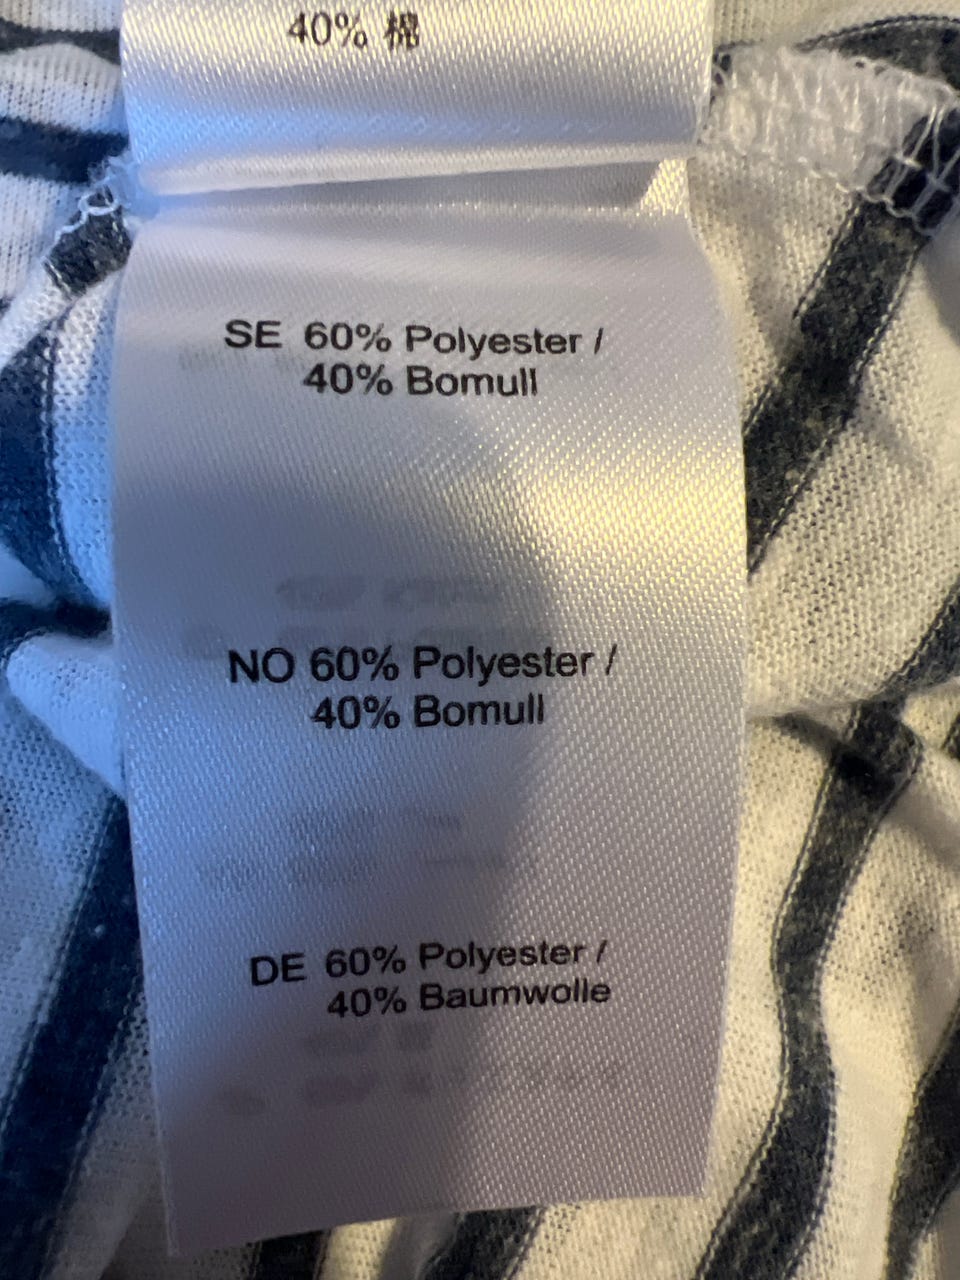 40% 棉
SE 60% Polyester /
40% Bomull
NO 60% Polyester /
40% Bomull
DE 60% Polyester /
40% Baumwolle